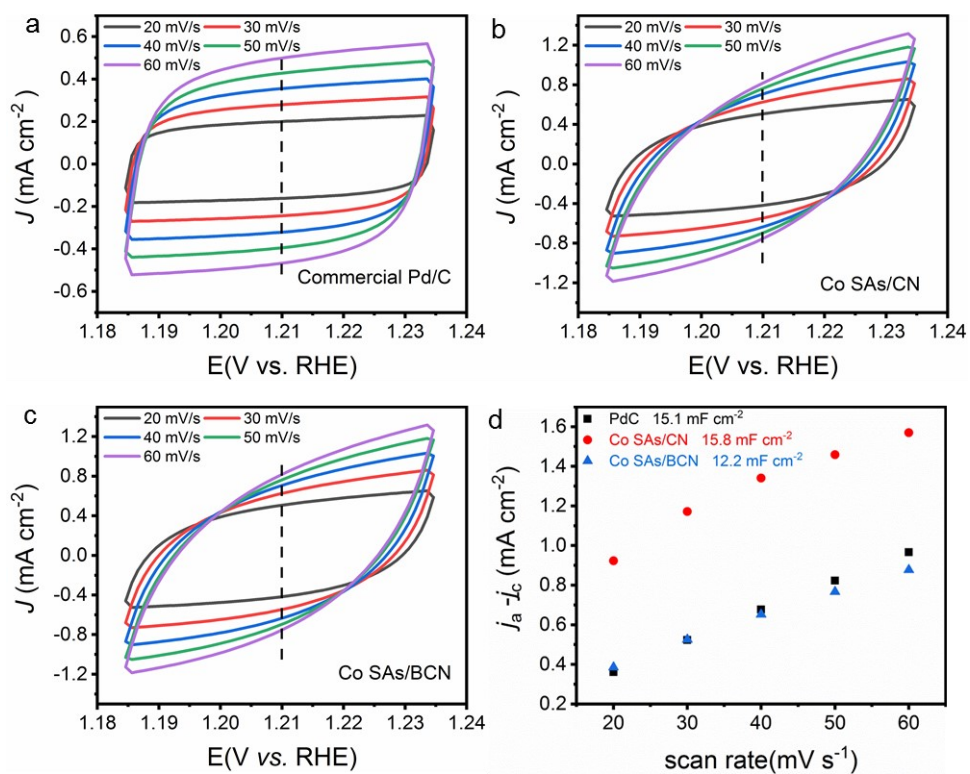 a
20 mV/s 30 mV/s
40 mV/s 50 mV/s
60 mV/s
0.6
0.4
0.2
0.0
-0.2
-0.4
-0.6
J (mA cm-2)
Commercial Pd/C
1.18 1.19 1.20 1.21 1.22 1.23 1.24
E(V vs. RHE)
b
20 mV/s 30 mV/s
40 mV/s 50 mV/s
60 mV/s
1.2
0.8
0.4
0.0
-0.4
-0.8
-1.2
J (mA cm-2)
Co SAs/CN
1.18 1.19 1.20 1.21 1.22 1.23 1.24
E(V vs. RHE)
c
20 mV/s 30 mV/s
40 mV/s 50 mV/s
60 mV/s
1.2
0.8
0.4
0.0
-0.4
-0.8
-1.2
J (mA cm-2)
Co SAs/BCN
1.18 1.19 1.20 1.21 1.22 1.23 1.24
E(V vs. RHE)
d
PdC 15.1 mF cm-2
Co SAs/CN 15.8 mF cm-2
Co SAs/BCN 12.2 mF cm-2
1.6
1.4
1.2
1.0
0.8
0.6
0.4
0.2
ja -jc (mA cm-2)
20 30 40 50 60
scan rate(mV s-1)